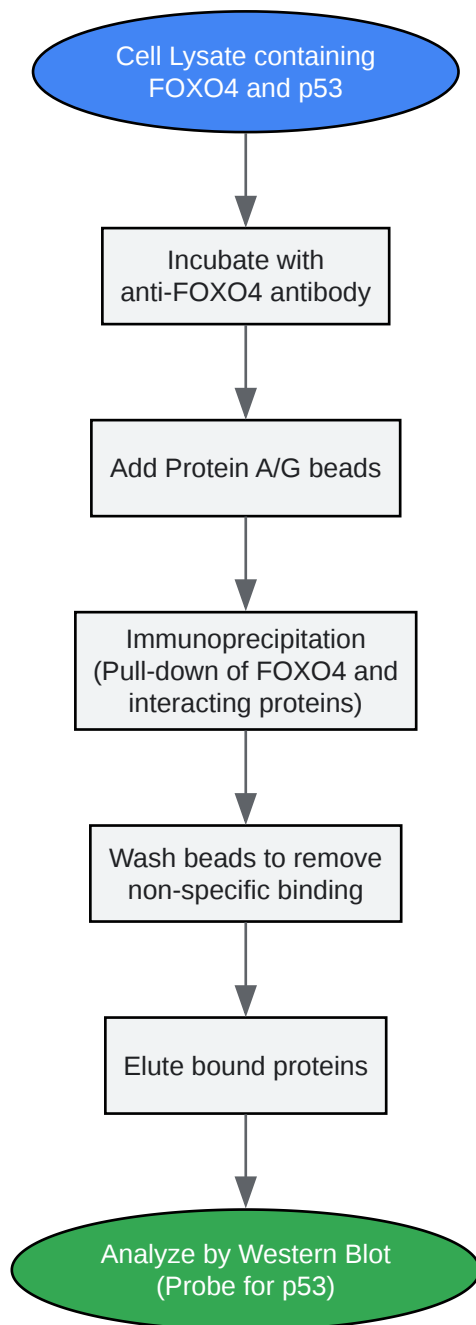 Cell Lysate containing
FOXO4 and p53
Incubate with
anti-FOXO4 antibody
Add Protein A/G beads
Immunoprecipitation
(Pull-down of FOXO4 and
interacting proteins)
Wash beads to remove
non-specific binding
Elute bound proteins
Analyze by Western Blot
(Probe for p53)